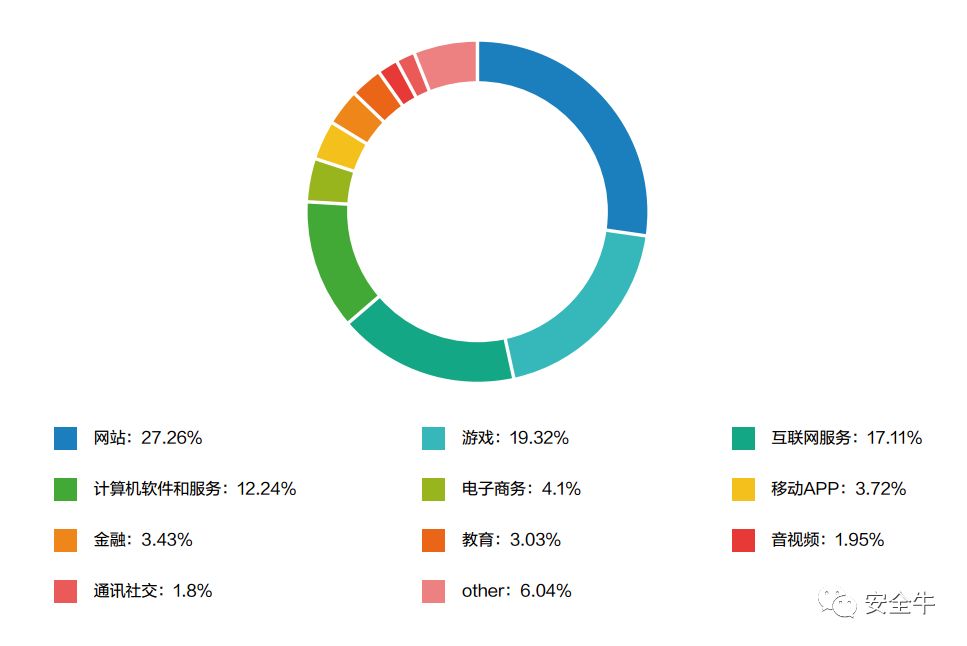 网站：27.26%
游戏：19.32%
互联网服务：17.11%
计算机软件和服务：12.24%
电子商务：4.1%
移动APP：3.72%
金融：3.43%
教育：3.03%
音视频：1.95%
通讯社交：1.8%
other：6.04%
安全牛